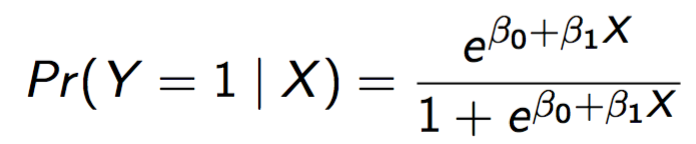 Pr(Y = 1 | X) = e^{β₀+β₁X} / (1 + e^{β₀+β₁X})